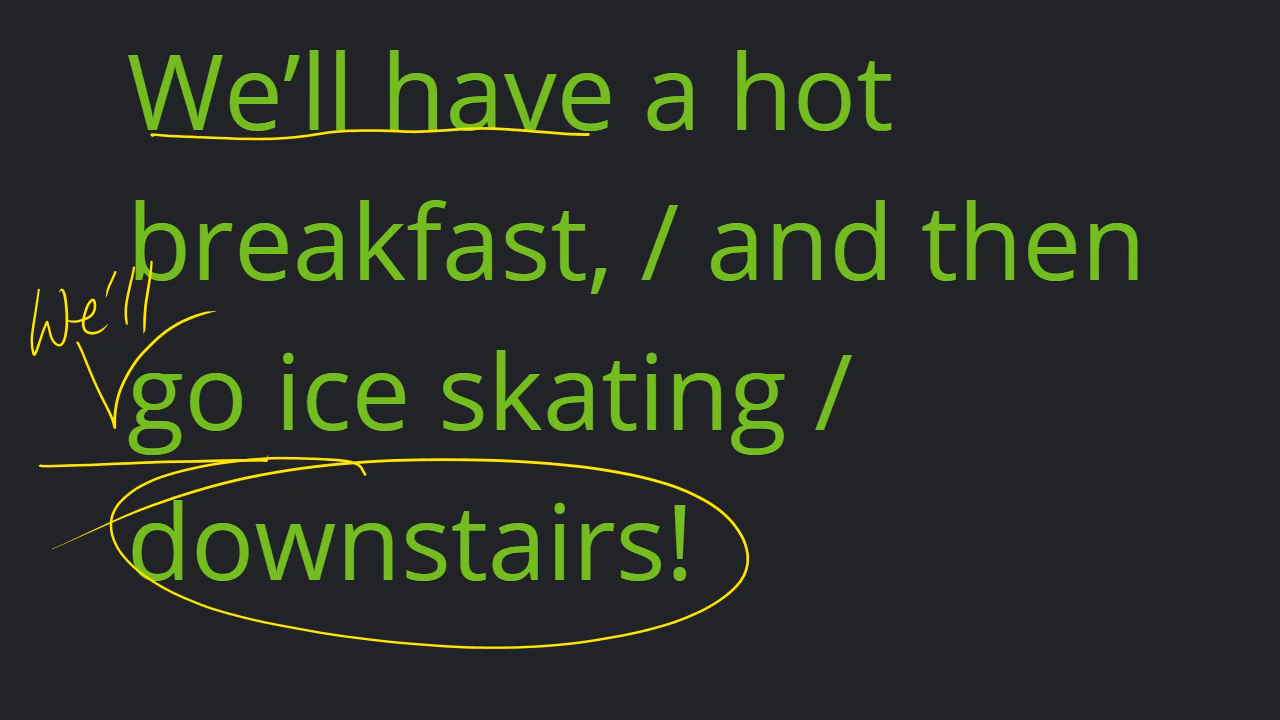 We’ll have a hot
breakfast, / and then
We'll
go ice skating /
downstairs!